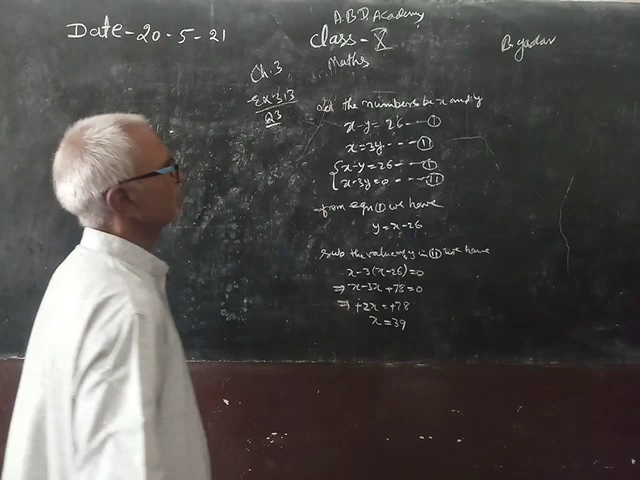 A.B.D. Academy
Date-20-5-21
Class-X
B. yadav
Maths
Ch.3
Ex-3.3
Q3
Let the numbers be x and y
x-y=26 --- (I)
x=3y --- (II)
x-y=26 --- (I)
x-3y=0 --- (II)
from eqn (I) we have
y=x-26
Sub the value of y in (II) we have
x-3(x-26)=0
⇒ x-3x+78=0
⇒ +2x=+78
x=39